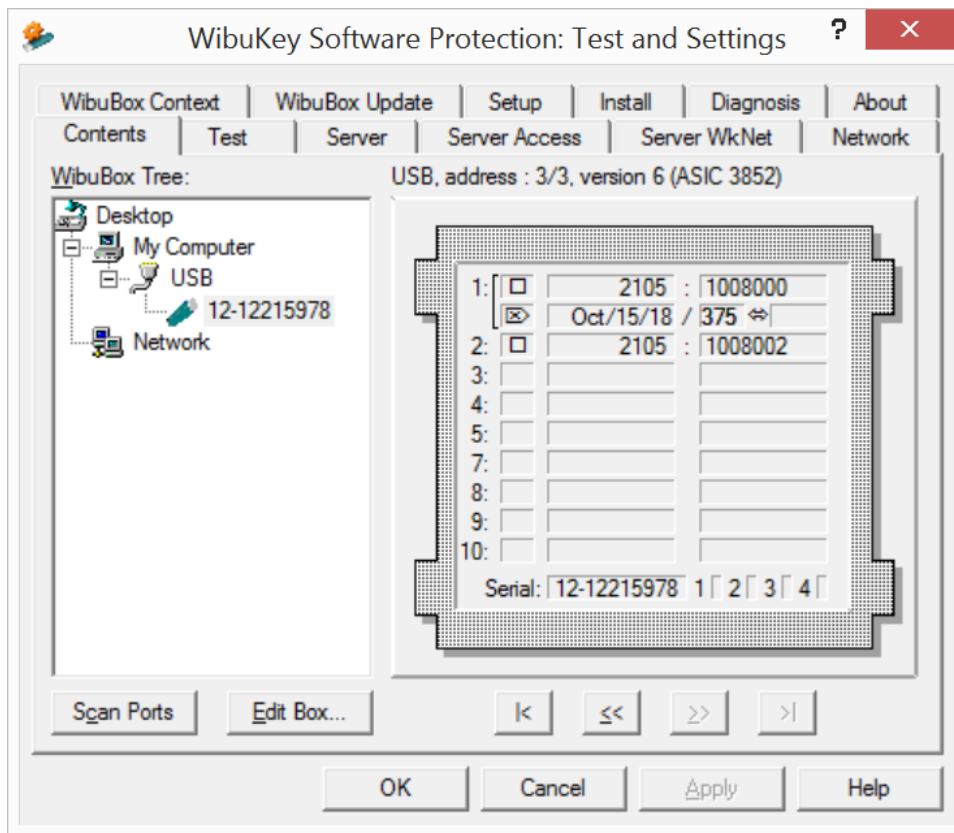 WibuKey Software Protection: Test and Settings ?
WibuBox Context WibuBox Update Setup Install Diagnosis About
Contents Test Server Server Access Server WkNet Network
WibuBox Tree:
USB, address : 3/3, version 6 (ASIC 3852)
Desktop
My Computer
USB
12-12215978
Network
1: 2105 : 1008000
Oct/15/18 / 375
2: 2105 : 1008002
3:
4:
5:
7:
8:
9:
10:
Serial: 12-12215978 1 2 3 4
Scan Ports Edit Box... |< << >> >|
OK Cancel Apply Help